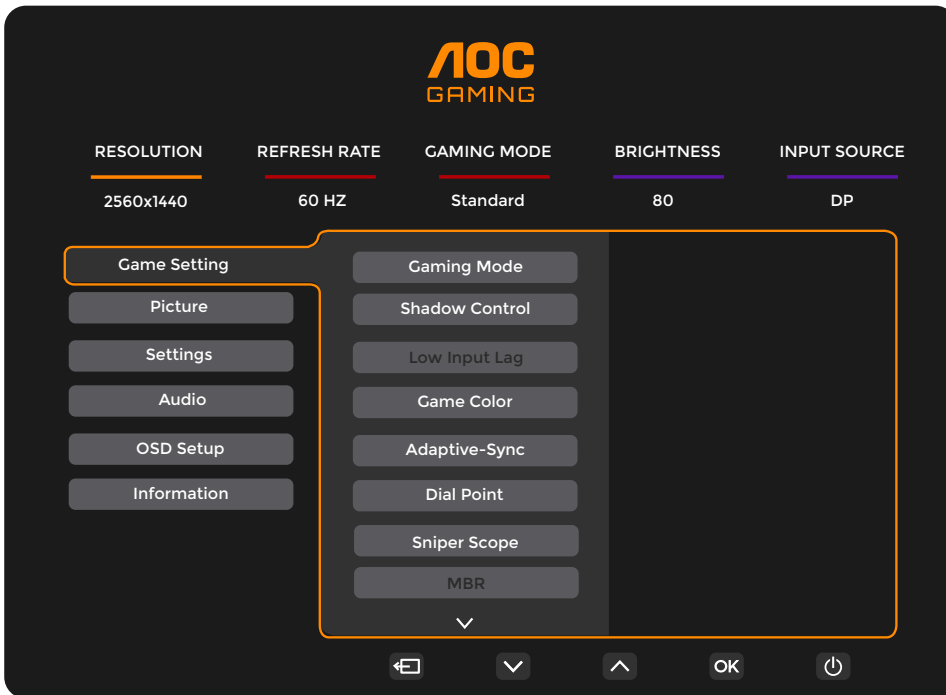 AOC
GAMING
RESOLUTION REFRESH RATE GAMING MODE BRIGHTNESS INPUT SOURCE
2560x1440 60 HZ Standard 80 DP
Game Setting
Picture
Settings
Audio
OSD Setup
Information
Gaming Mode
Shadow Control
Low Input Lag
Game Color
Adaptive-Sync
Dial Point
Sniper Scope
MBR
OK